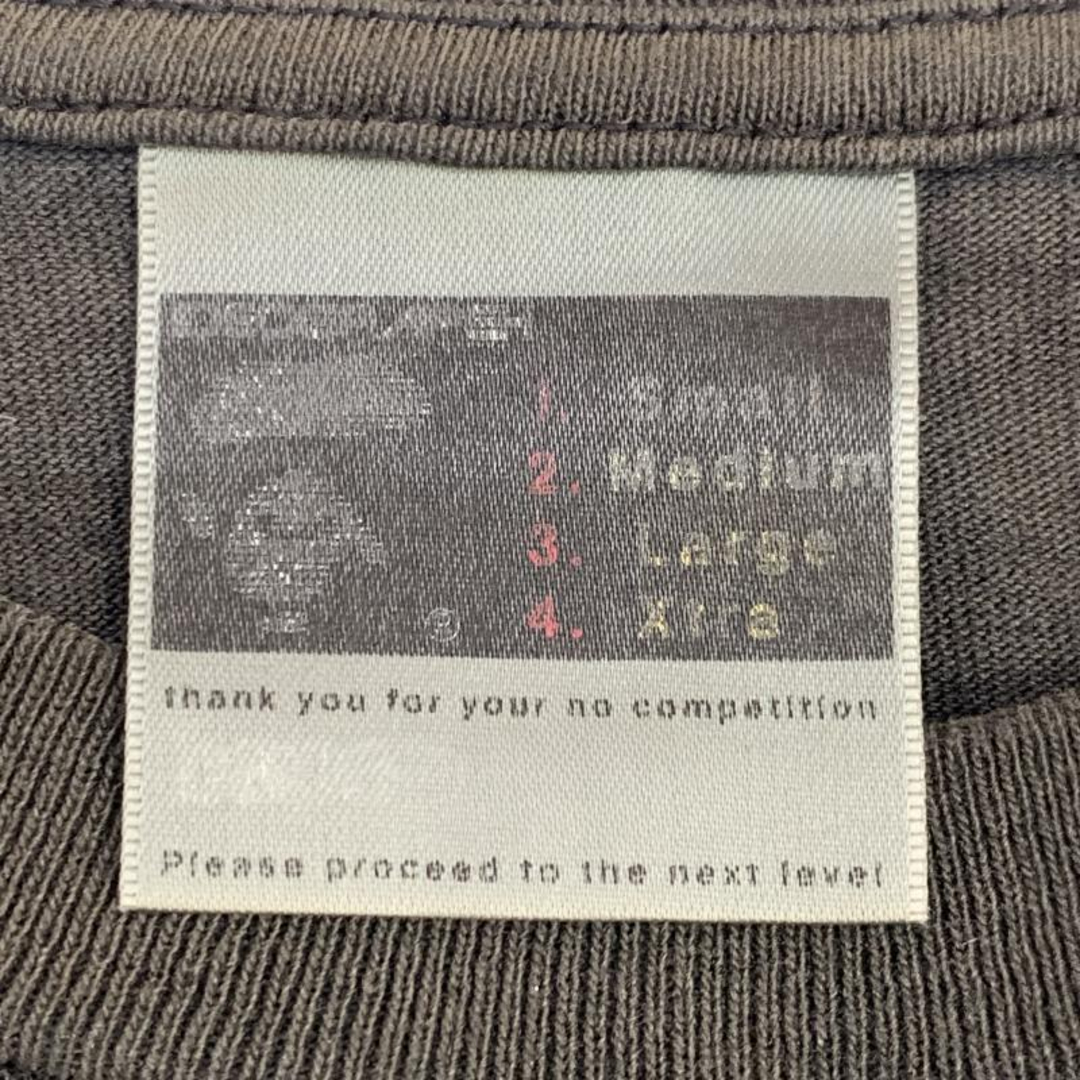 1. Small
2. Medium
3. Large
4. Xtra
thank you for your no competition
Please proceed to the next level